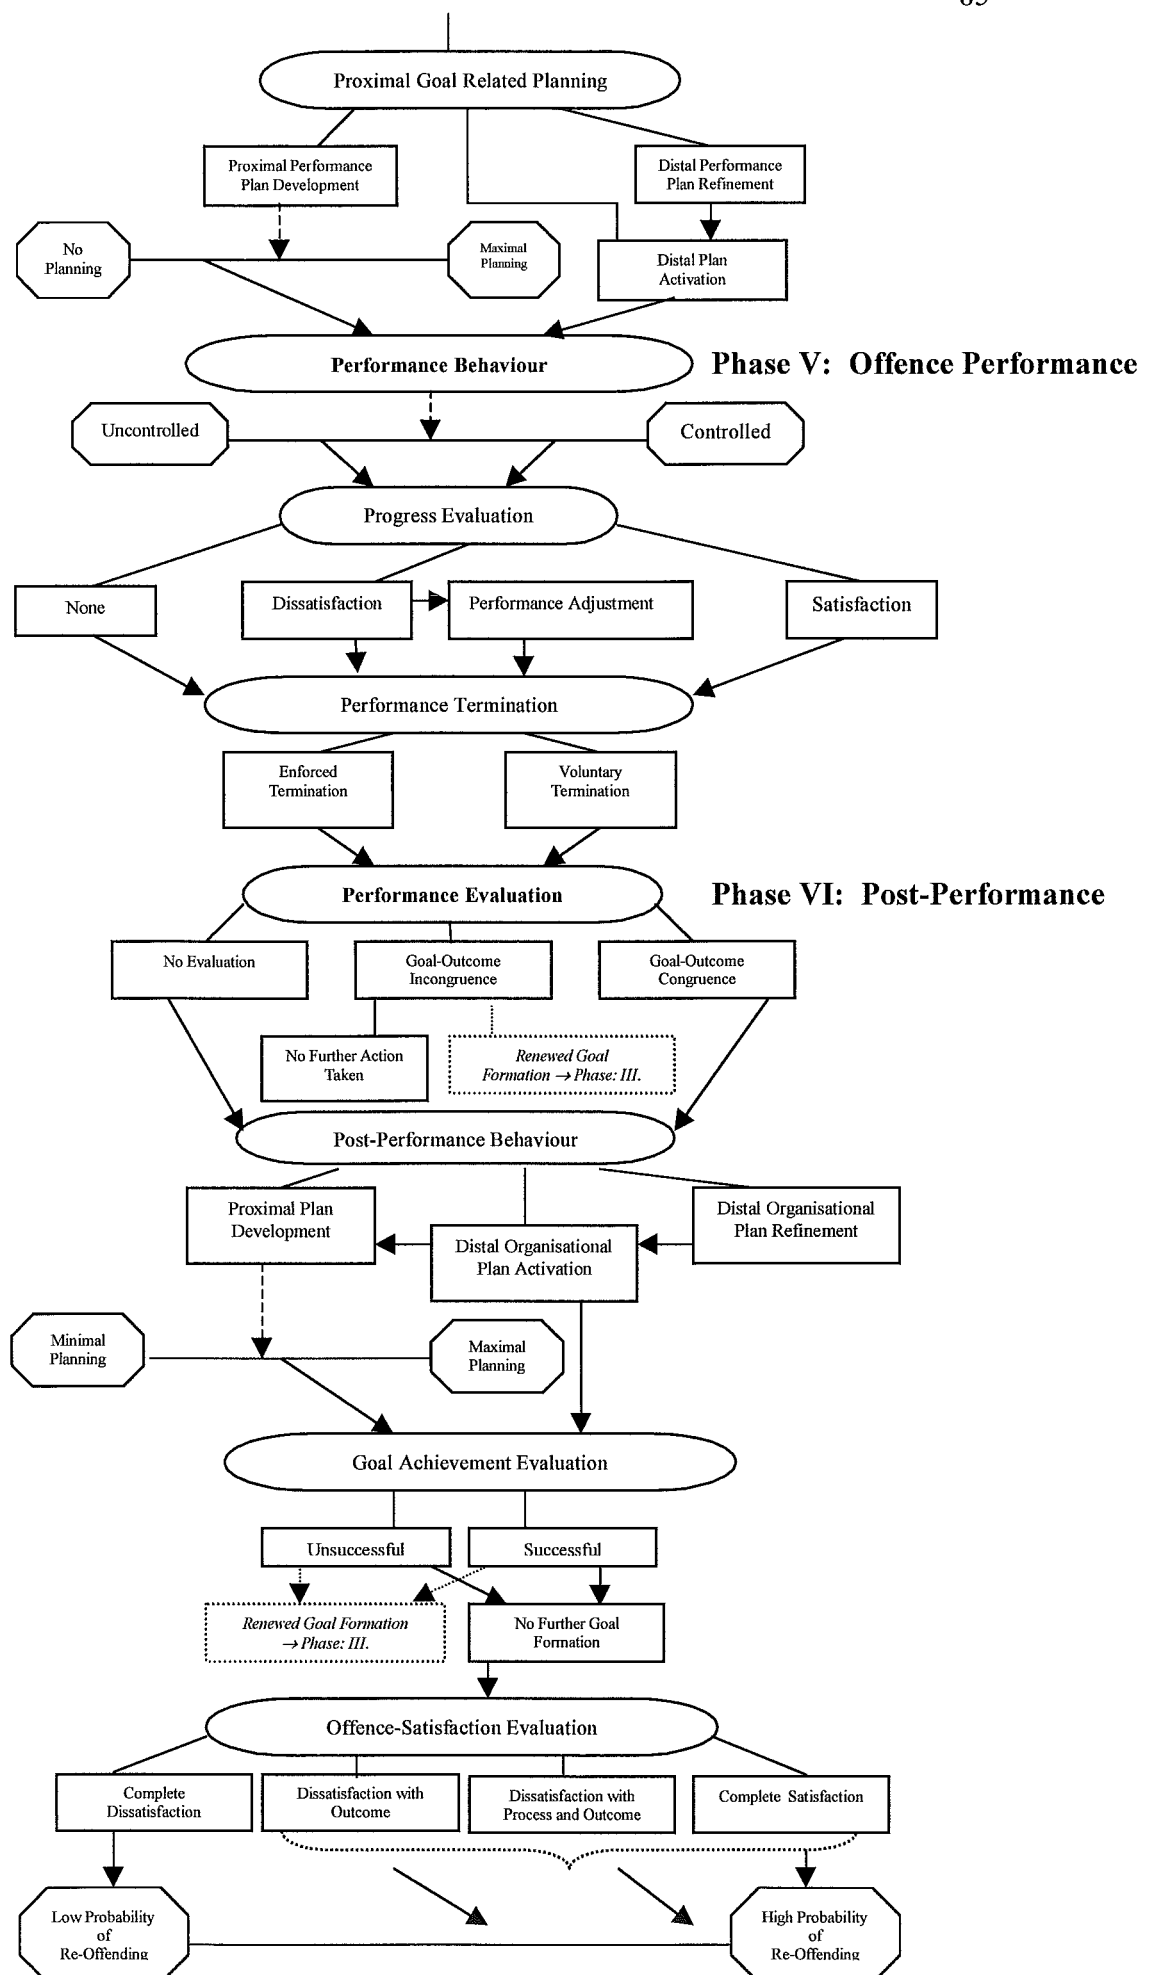 Proximal Goal Related Planning
Proximal Performance
Plan Development
Distal Performance
Plan Refinement
No
Planning
Maximal
Planning
Distal Plan
Activation
Performance Behaviour
Phase V: Offence Performance
Uncontrolled
Controlled
Progress Evaluation
None
Dissatisfaction
Performance Adjustment
Satisfaction
Performance Termination
Enforced
Termination
Voluntary
Termination
Performance Evaluation
Phase VI: Post-Performance
No Evaluation
Goal-Outcome
Incongruence
Goal-Outcome
Congruence
No Further Action
Taken
Renewed Goal
Formation → Phase: III.
Post-Performance Behaviour
Proximal Plan
Development
Distal Organisational
Plan Activation
Distal Organisational
Plan Refinement
Minimal
Planning
Maximal
Planning
Goal Achievement Evaluation
Unsuccessful
Successful
Renewed Goal Formation
→ Phase: III.
No Further Goal
Formation
Offence-Satisfaction Evaluation
Complete
Dissatisfaction
Dissatisfaction with
Outcome
Dissatisfaction with
Process and Outcome
Complete Satisfaction
Low Probability
of
Re-Offending
High Probability
of
Re-Offending